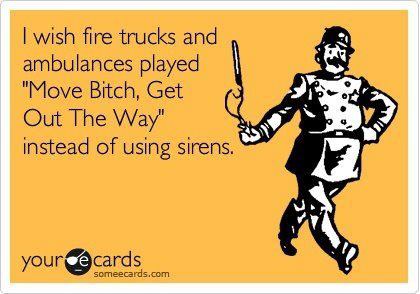 I wish fire trucks and
ambulances played
"Move Bitch, Get
Out The Way"
instead of using sirens.
your e cards
someecards.com